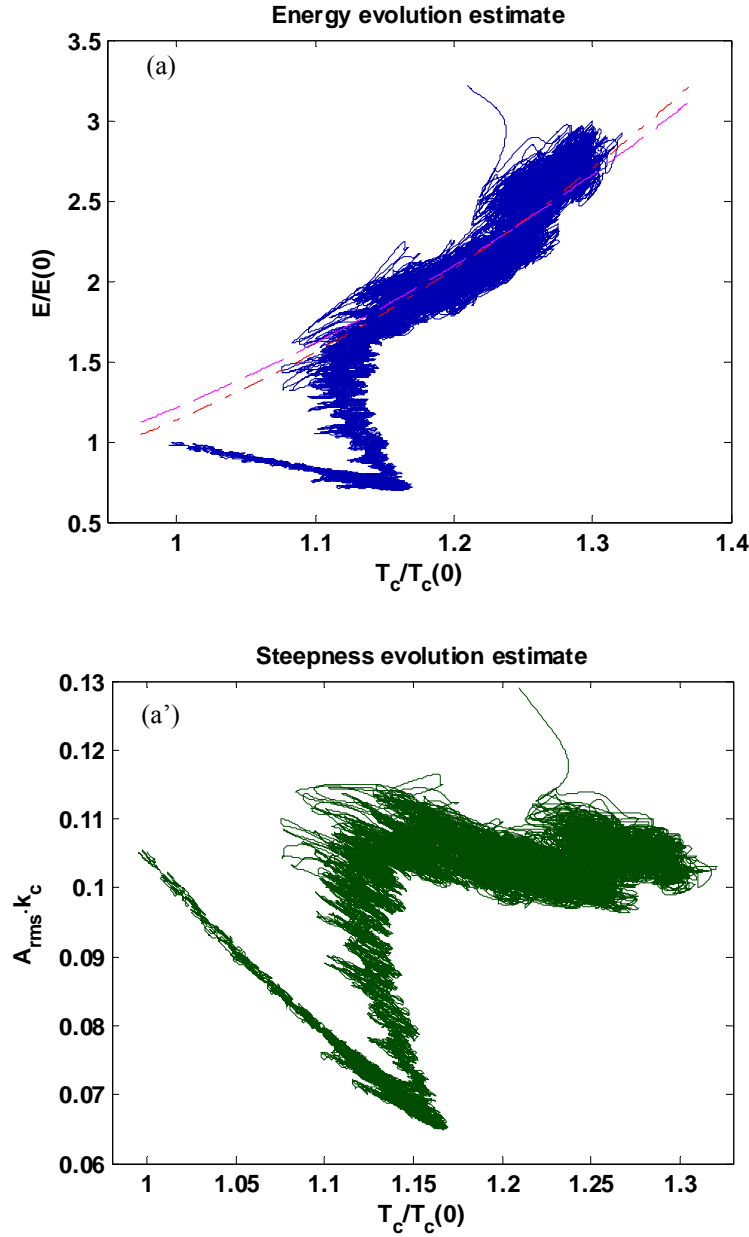 Energy evolution estimate
(a)
3.5
3
2.5
2
1.5
1
0.5
E/E(0)
1 1.1 1.2 1.3 1.4
T_c/T_c(0)
Steepness evolution estimate
(a')
0.13
0.12
0.11
0.1
0.09
0.08
0.07
0.06
A_rms.k_c
1 1.05 1.1 1.15 1.2 1.25 1.3
T_c/T_c(0)